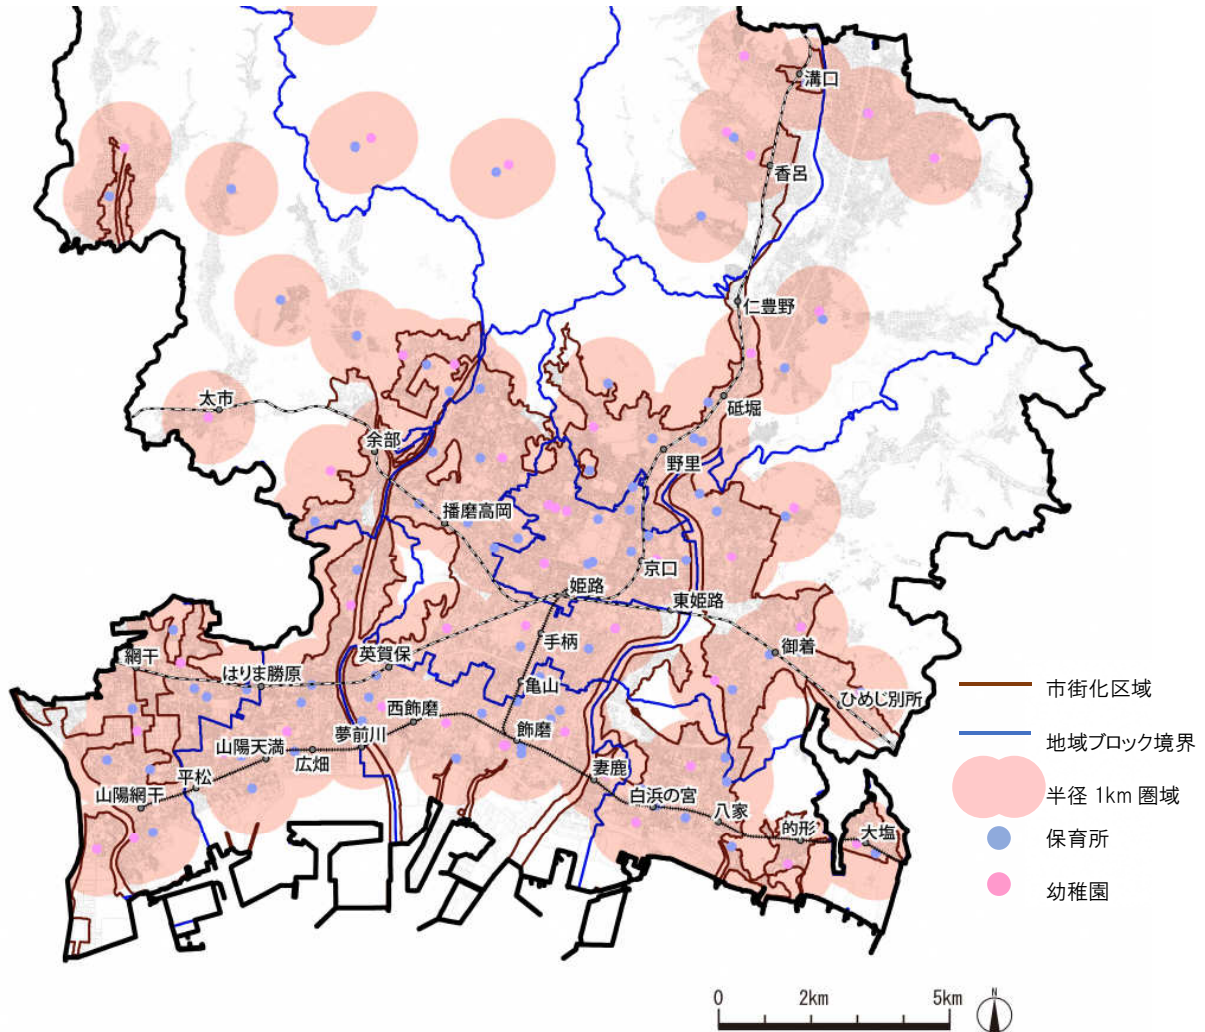 溝口
香呂
仁豊野
太市
砥堀
余部
野里
播磨高岡
京口
姫路
東姫路
手柄
御着
網干
英賀保
はりま勝原
亀山
ひめじ別所
西飾磨
飾磨
夢前川
山陽天満
広畑
妻鹿
平松
山陽網干
白浜の宮
八家
的形
大塩
市街化区域
地域ブロック境界
半径 1km 圏域
保育所
幼稚園
0 2km 5km
N